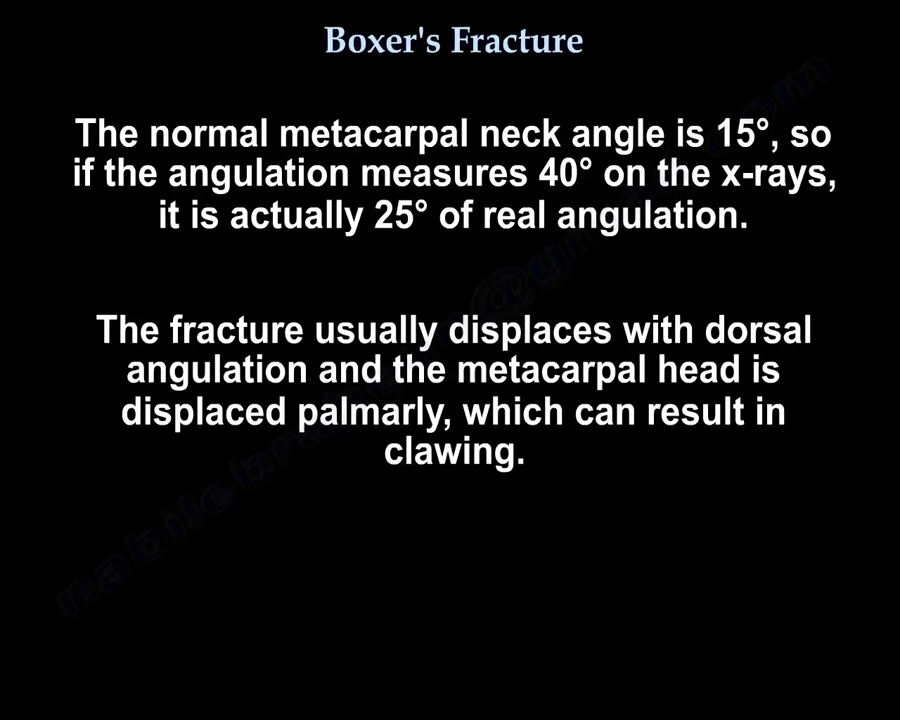 Boxer's Fracture
The normal metacarpal neck angle is 15°, so
if the angulation measures 40° on the x-rays,
it is actually 25° of real angulation.
The fracture usually displaces with dorsal
angulation and the metacarpal head is
displaced palmarly, which can result in
clawing.